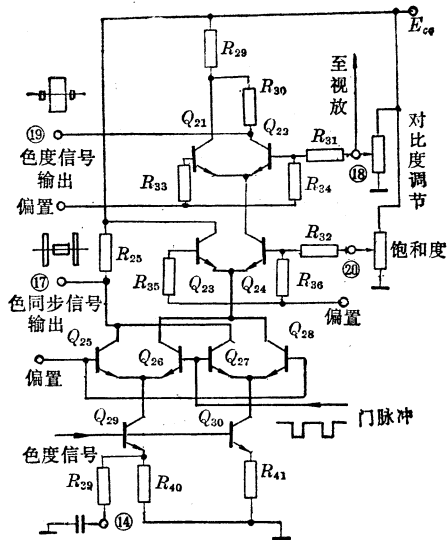 R29
Ecc
R30
Q21
Q22
至视放
⑲
色度信号
输出
R31
⑱
对比度调节
R33
R34
偏置
R25
R32
饱和度
⑰
色同步信号
输出
R35
Q23
Q24
R36
⑳
偏置
Q25
Q26
Q27
Q28
偏置
Q29
Q30
门脉冲
色度信号
R39
R40
R41
⑭